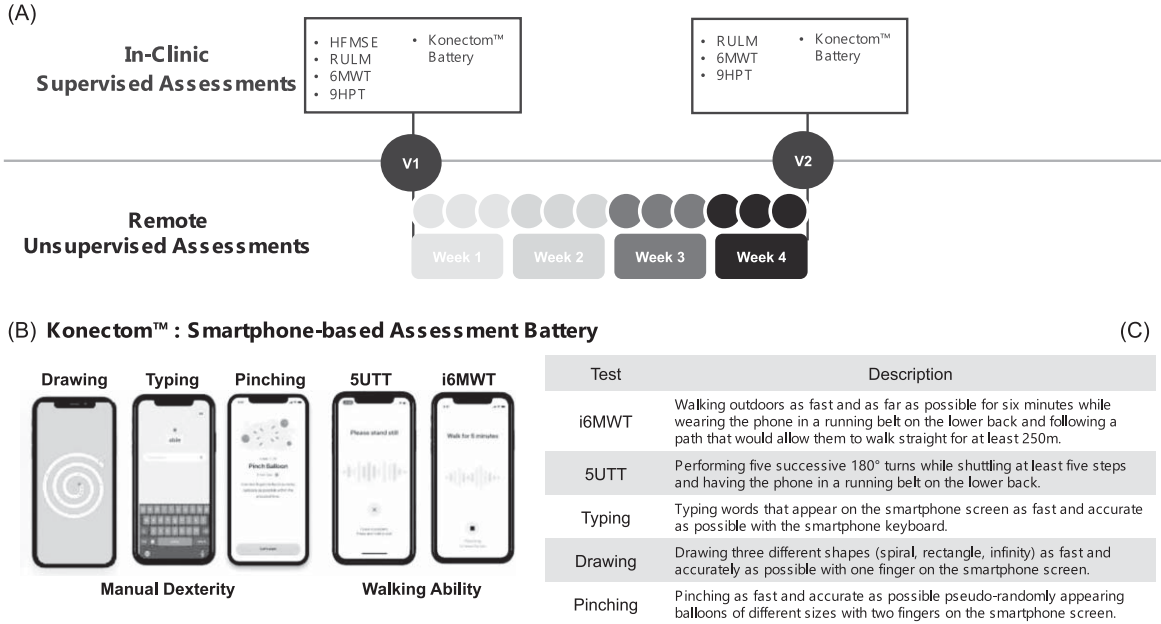 (A)
In-Clinic
Supervised Assessments
• HFMSE
• RULM
• 6MWT
• 9HPT
• Konectom™
Battery
• RULM
• 6MWT
• 9HPT
• Konectom™
Battery
V1
V2
Remote
Unsupervised Assessments
Week 1
Week 2
Week 3
Week 4
(B) Konectom™ : Smartphone-based Assessment Battery
Drawing
Typing
Pinching
5UTT
i6MWT
Pinch Balloon
Please stand still
Walk for 6 minutes
Manual Dexterity
Walking Ability
(C)
Test
Description
i6MWT
Walking outdoors as fast and as far as possible for six minutes while
wearing the phone in a running belt on the lower back and following a
path that would allow them to walk straight for at least 250m.
5UTT
Performing five successive 180° turns while shuttling at least five steps
and having the phone in a running belt on the lower back.
Typing
Typing words that appear on the smartphone screen as fast and accurate
as possible with the smartphone keyboard.
Drawing
Drawing three different shapes (spiral, rectangle, infinity) as fast and
accurately as possible with one finger on the smartphone screen.
Pinching
Pinching as fast and accurate as possible pseudo-randomly appearing
balloons of different sizes with two fingers on the smartphone screen.